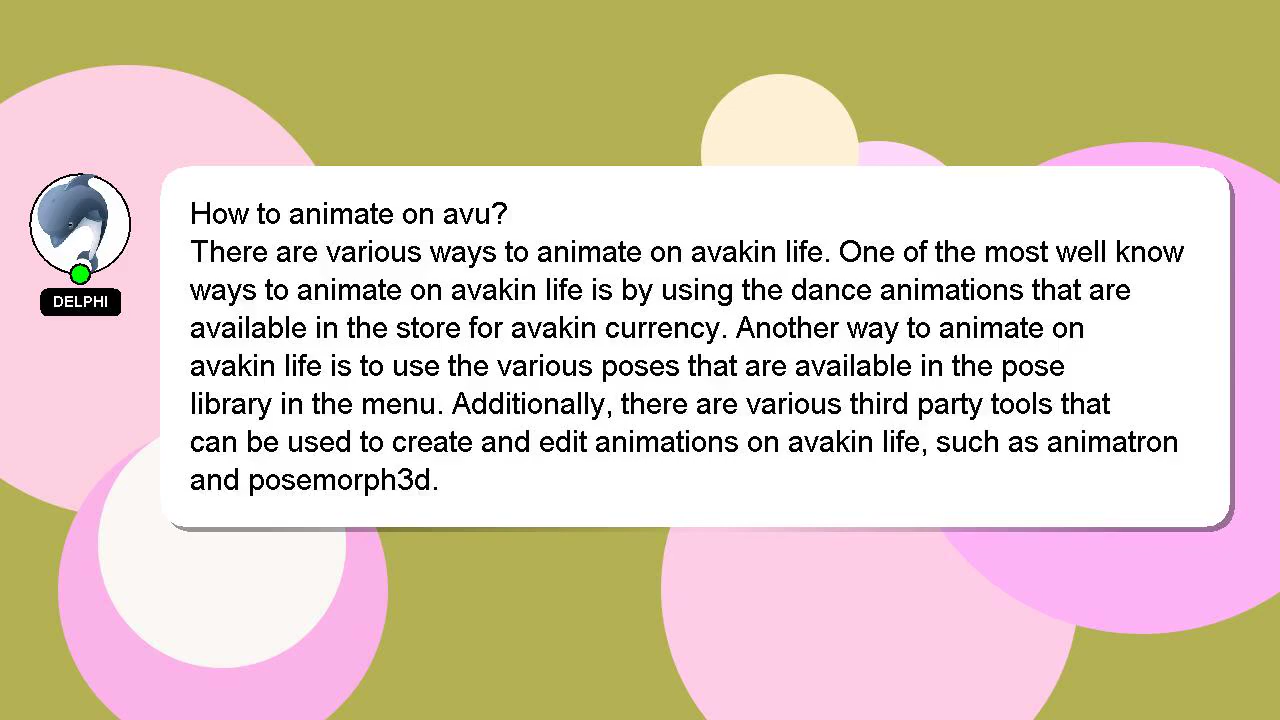 How to animate on avu?
There are various ways to animate on avakin life. One of the most well know
ways to animate on avakin life is by using the dance animations that are
available in the store for avakin currency. Another way to animate on
avakin life is to use the various poses that are available in the pose
library in the menu. Additionally, there are various third party tools that
can be used to create and edit animations on avakin life, such as animatron
and posemorph3d.
DELPHI